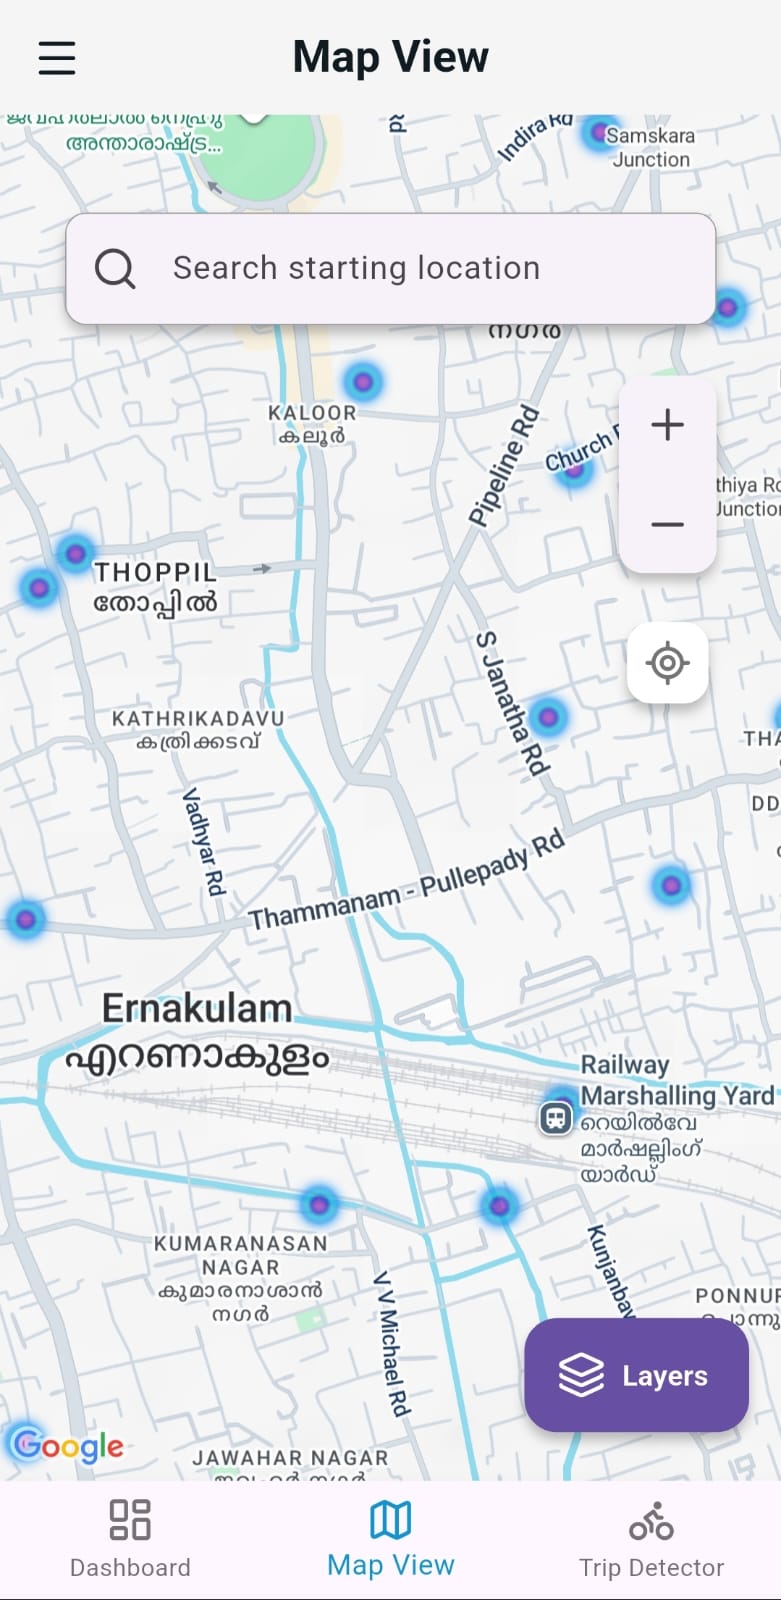 Map View
അന്താരാഷ്ട്ര...
Indira Rd
Samskara
Junction
Search starting location
നഗർ
KALOOR
കലൂർ
Pipeline Rd
Church
thiya Ro
Junction
THOPPIL
തോപ്പിൽ
S Janatha Rd
KATHRIKADAVU
കത്രിക്കടവ്
THA
DD
Vadhyar Rd
Thammanam - Pullepady Rd
Ernakulam
എറണാകുളം
Railway
Marshalling Yard
റെയിൽവേ
മാർഷല്ലിംഗ്
യാർഡ്
KUMARANASAN
NAGAR
കുമാരനാശാൻ
നഗർ
V V Michael Rd
Kunjanbav
PONNUR
Layers
Google
JAWAHAR NAGAR
Dashboard
Map View
Trip Detector